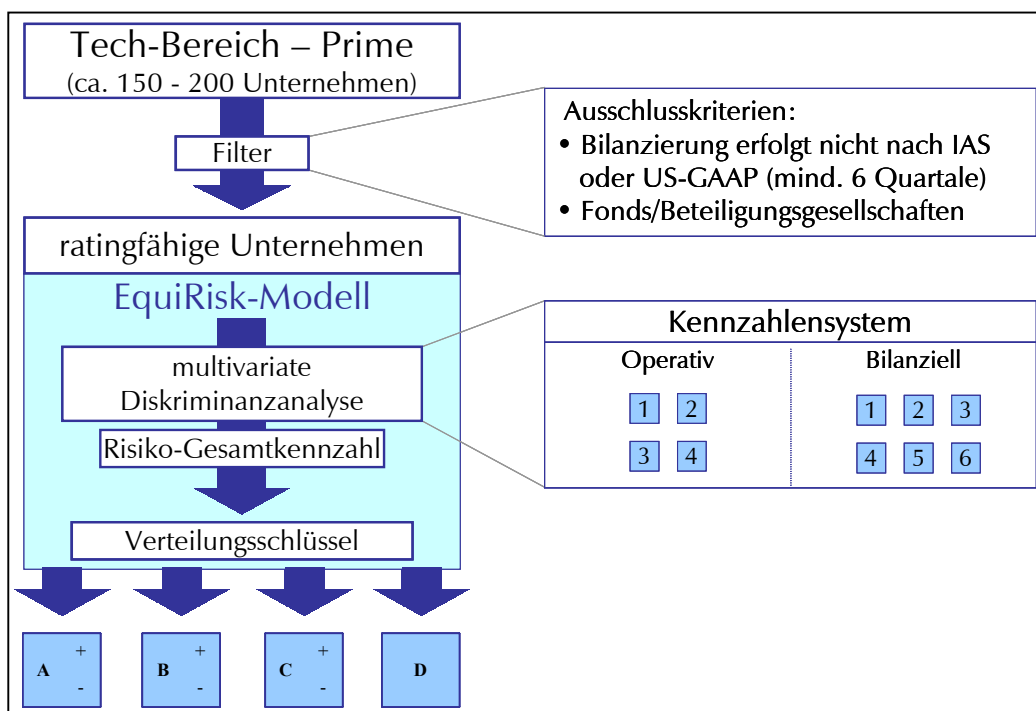 Tech-Bereich – Prime
(ca. 150 - 200 Unternehmen)
Filter
Ausschlusskriterien:
• Bilanzierung erfolgt nicht nach IAS
oder US-GAAP (mind. 6 Quartale)
• Fonds/Beteiligungsgesellschaften
ratingfähige Unternehmen
EquiRisk-Modell
multivariate
Diskriminanzanalyse
Risiko-Gesamtkennzahl
Verteilungsschlüssel
Kennzahlensystem
Operativ
1 2
3 4
Bilanziell
1 2 3
4 5 6
A + -
B + -
C + -
D